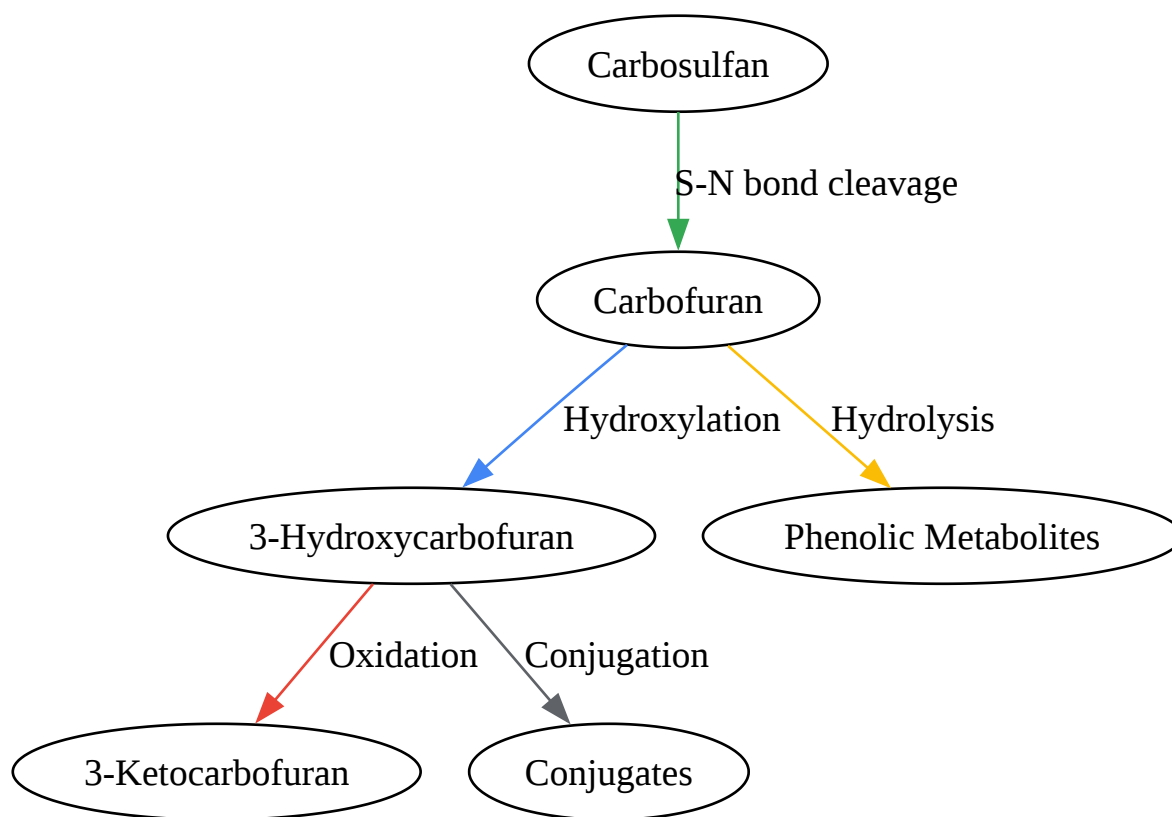 Carbosulfan
S-N bond cleavage
Carbofuran
Hydroxylation
Hydrolysis
3-Hydroxycarbofuran
Phenolic Metabolites
Oxidation
Conjugation
3-Ketocarbofuran
Conjugates